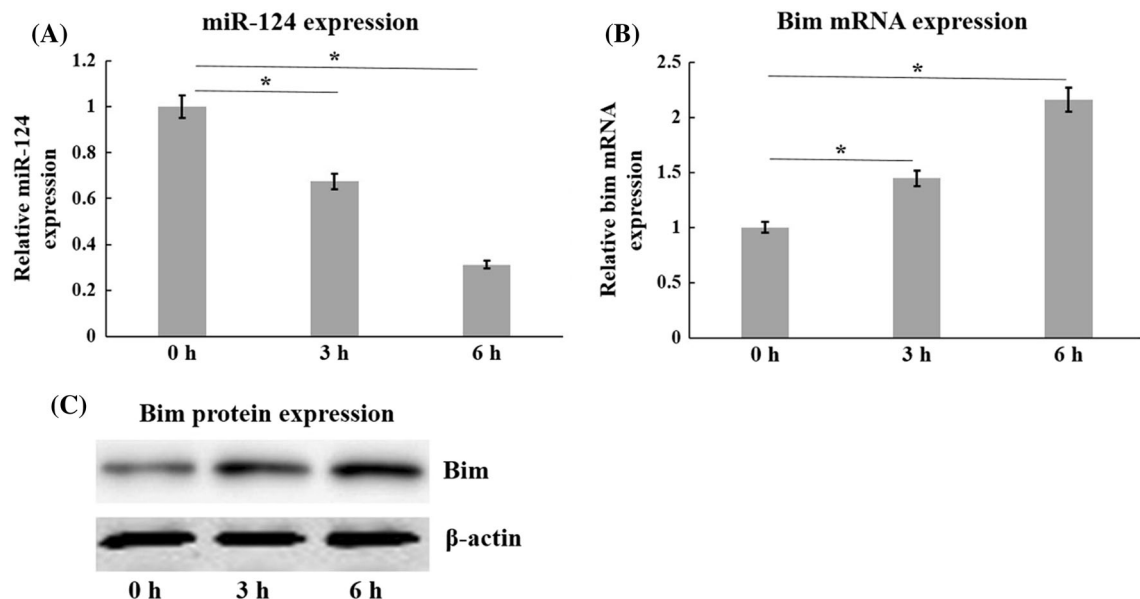 (A)
miR-124 expression
Relative miR-124
expression
1.2
1
0.8
0.6
0.4
0.2
0
*
*
0 h 3 h 6 h
(B)
Bim mRNA expression
Relative bim mRNA
expression
2.5
2
1.5
1
0.5
0
*
*
0 h 3 h 6 h
(C)
Bim protein expression
Bim
β-actin
0 h 3 h 6 h